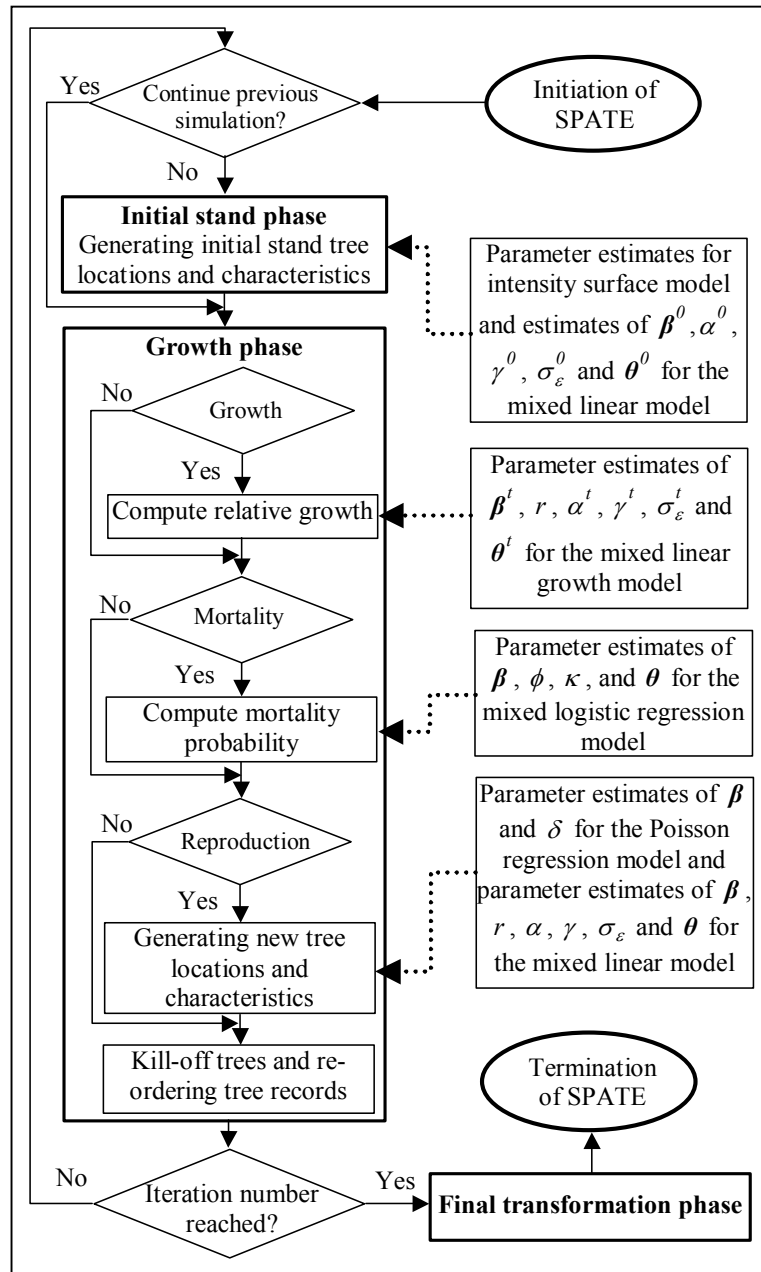 Yes
Continue previous
simulation?
Initiation of
SPATE
No
Initial stand phase
Generating initial stand tree
locations and characteristics
Parameter estimates for
intensity surface model
and estimates of β⁰, α⁰,
γ⁰, σ_ε⁰ and θ⁰ for the
mixed linear model
Growth phase
No
Growth
Yes
Compute relative growth
Parameter estimates of
βᵗ, r, αᵗ, γᵗ, σ_εᵗ and
θᵗ for the mixed linear
growth model
No
Mortality
Yes
Compute mortality
probability
Parameter estimates of
β, ϕ, κ, and θ for the
mixed logistic regression
model
No
Reproduction
Yes
Generating new tree
locations and
characteristics
Parameter estimates of β
and δ for the Poisson
regression model and
parameter estimates of β,
r, α, γ, σ_ε and θ for
the mixed linear model
Kill-off trees and re-
ordering tree records
Termination
of SPATE
No
Iteration number
reached?
Yes
Final transformation phase